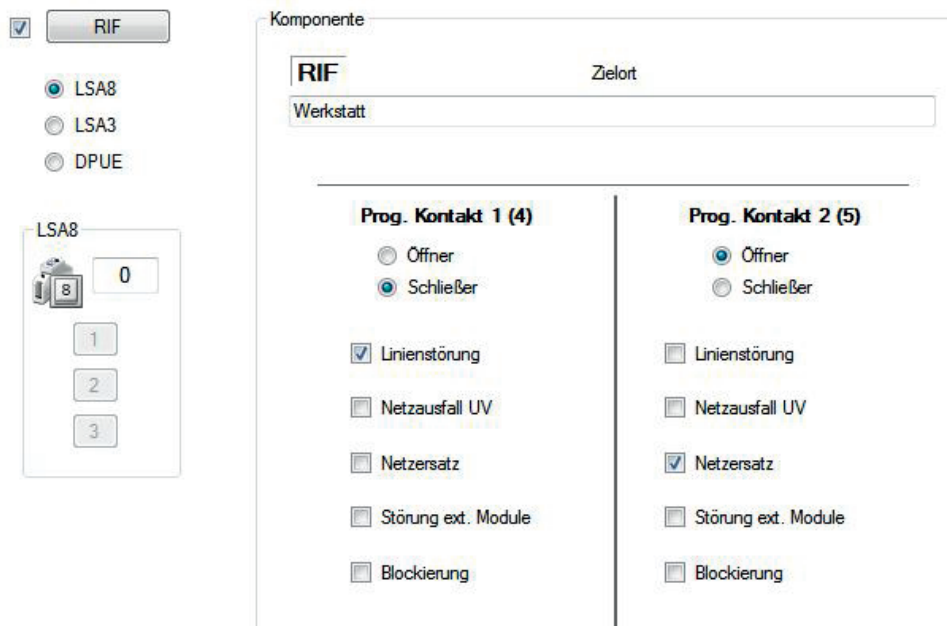 RIF
LSA8
LSA3
DPUE
LSA8
8
0
1
2
3
Komponente
RIF
Zielort
Werkstatt
Prog. Kontakt 1 (4)
Öffner
Schließer
Linienstörung
Netzausfall UV
Netzersatz
Störung ext. Module
Blockierung
Prog. Kontakt 2 (5)
Öffner
Schließer
Linienstörung
Netzausfall UV
Netzersatz
Störung ext. Module
Blockierung